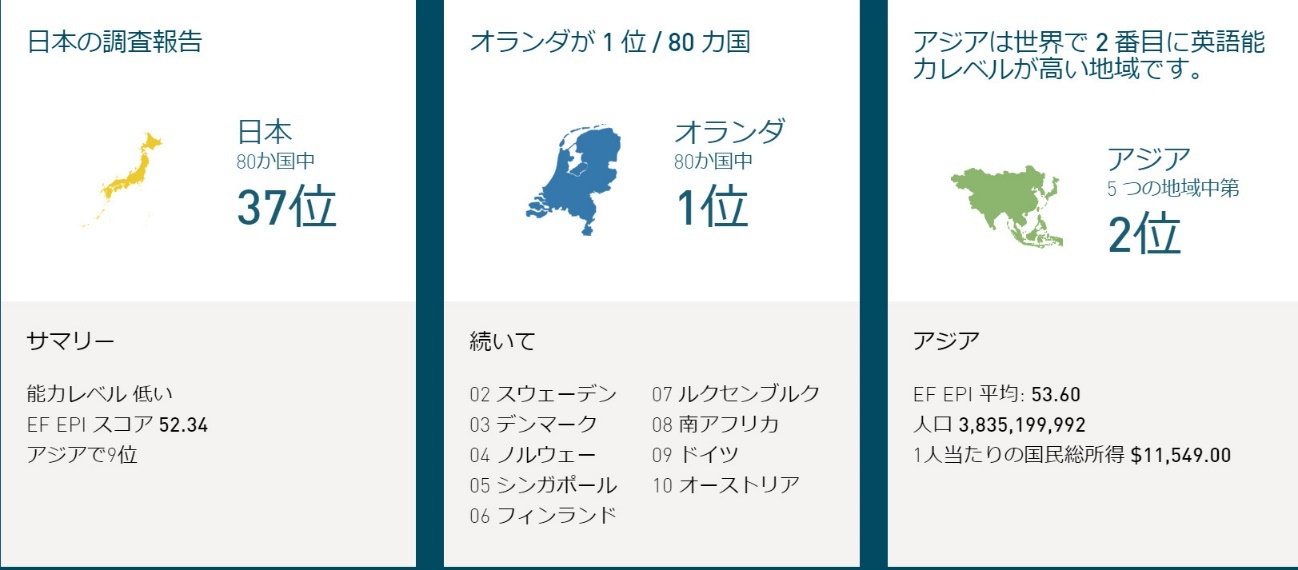 日本の調査報告
日本
80か国中
37位
サマリー
能力レベル 低い
EF EPI スコア 52.34
アジアで9位
オランダが 1 位 / 80 カ国
オランダ
80か国中
1位
続いて
02 スウェーデン
03 デンマーク
04 ノルウェー
05 シンガポール
06 フィンランド
07 ルクセンブルク
08 南アフリカ
09 ドイツ
10 オーストリア
アジアは世界で 2 番目に英語能
力レベルが高い地域です。
アジア
5 つの地域中第
2位
アジア
EF EPI 平均: 53.60
人口 3,835,199,992
1人当たりの国民総所得 $11,549.00